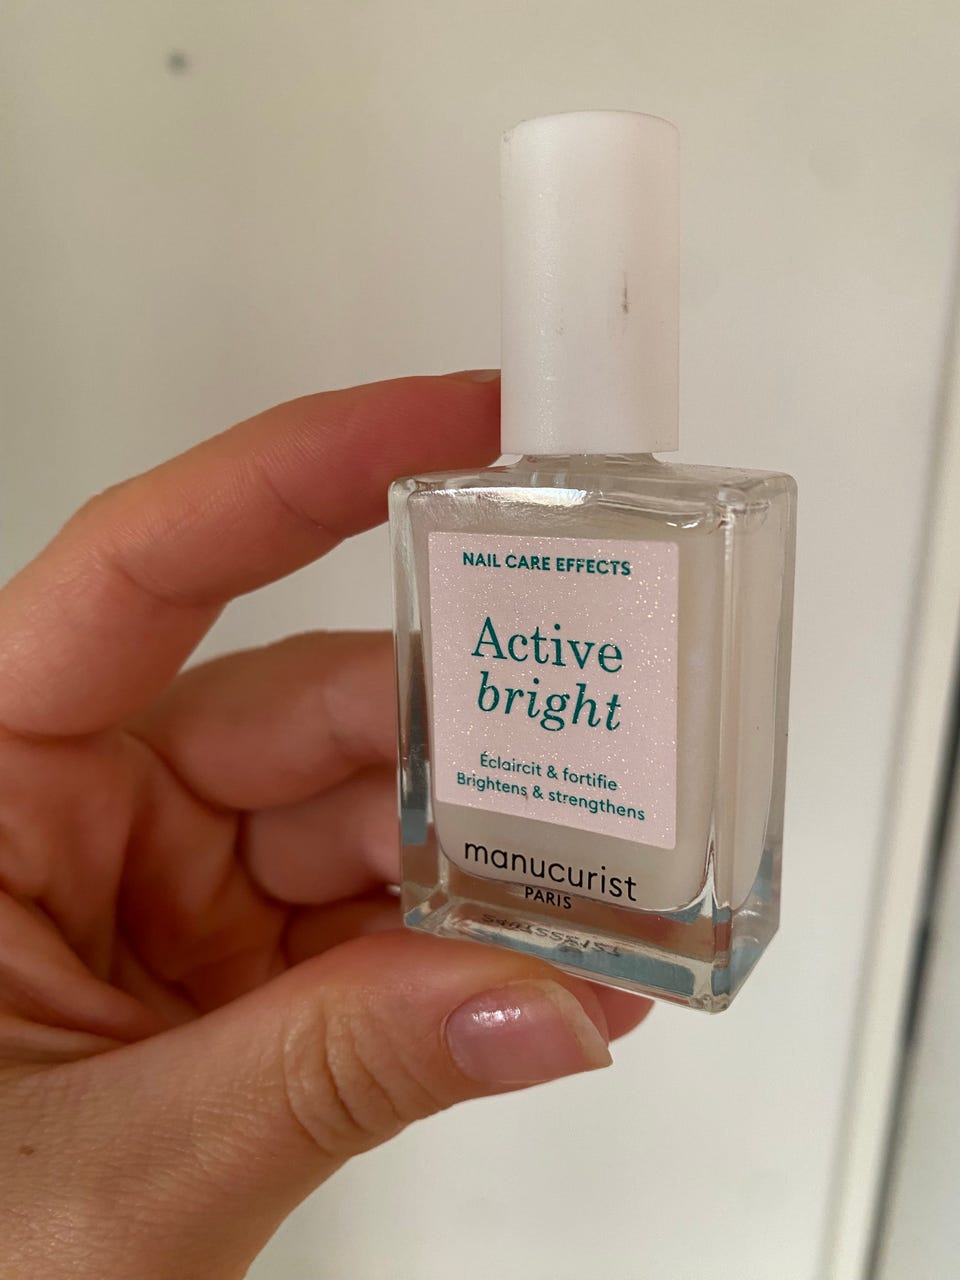 NAIL CARE EFFECTS
Active
bright
Éclaircit & fortifie
Brightens & strengthens
manucurist
PARIS